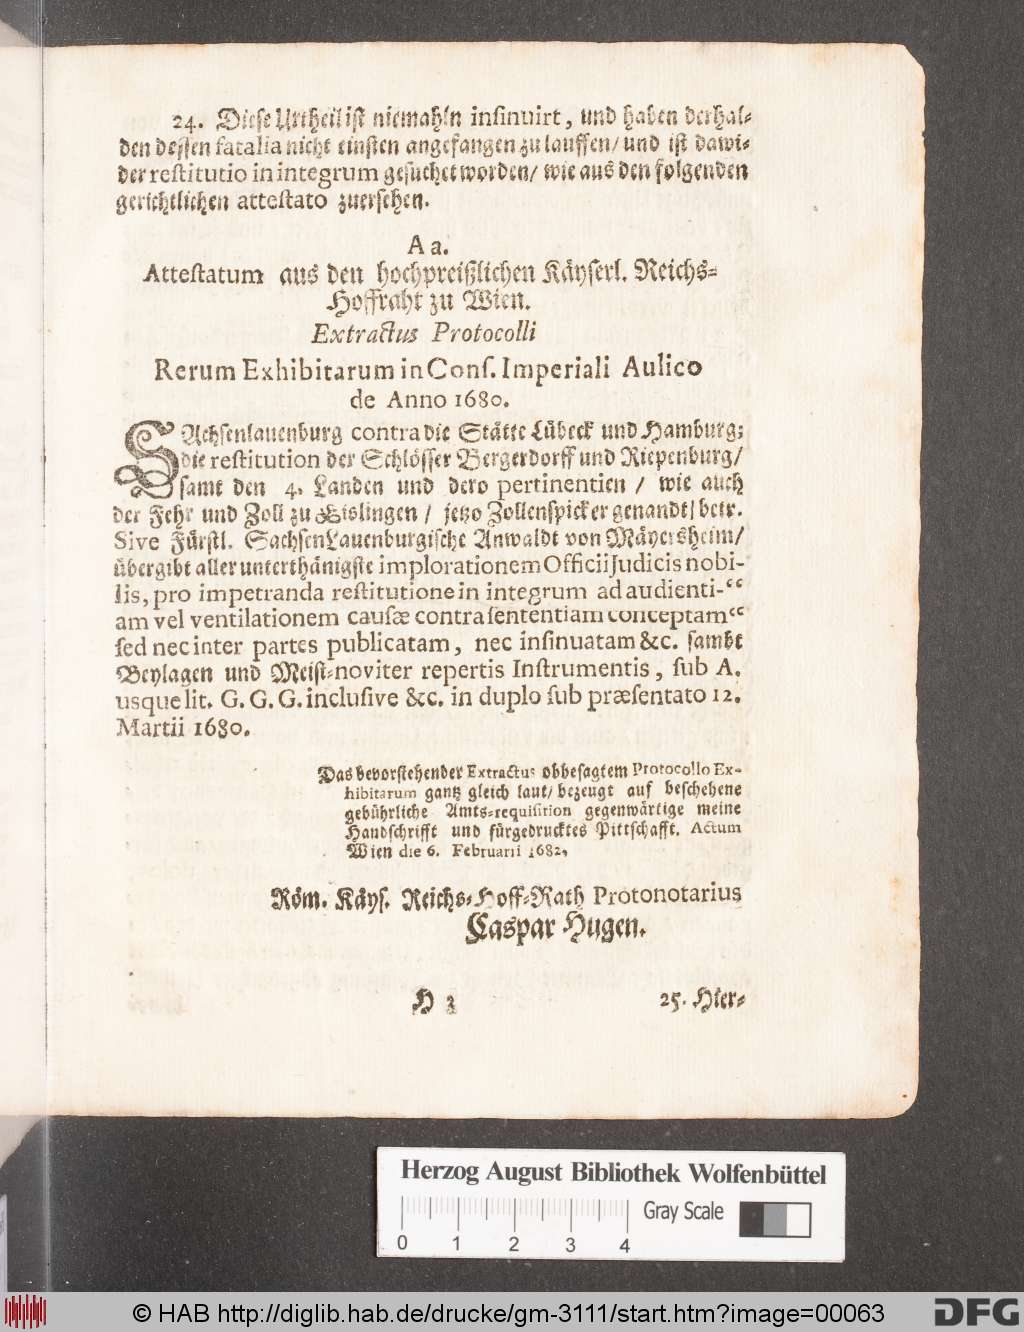 24. Diese Urtheil ist niemahln insinuirt, und haben derhal-
den dessen fatalia nicht einsten angefangen zu lauffen/ und ist dawi-
der restitutio in integrum gesuchet worden/ wie aus den folgenden
gerichtlichen attestato zuersehen.
A a.
Attestatum aus den hochpreißlichen Käyserl. Reichs-
Hoffraht zu Wien.
Extractus Protocolli
Rerum Exhibitarum in Cons. Imperiali Aulico
de Anno 1680.
SAchsenlauenburg contra die Stätte Lübeck und Hamburg;
die restitution der Schlösser Bergerdorff und Riepenburg/
samt den 4. Landen und dero pertinentien / wie auch
der Fehr und Zoll zu Eislingen / jetzo Zollenspicker genandt/ betr.
Sive Fürstl. SachsenLauenburgische Anwaldt von Mäyersheim/
übergibt aller unterthänigste implorationem Officii Judicis nobi-
lis, pro impetranda restitutione in integrum ad audienti-“
am vel ventilationem causæ contra sententiam conceptam“
sed nec inter partes publicatam, nec insinuatam &c. sambt
Beylagen und Meist-noviter repertis Instrumentis, sub A.
usque lit. G. G. G. inclusive &c. in duplo sub præsentato 12.
Martii 1680.
Das bevorstehender Extractus obbesagtem Protocollo Ex-
hibitarum gantz gleich laut/ bezeugt auf beschehene
gebührliche Amts-requisition gegenwärtige meine
Handschrifft und fürgedrucktes Pittschafft. Actum
Wien die 6. Februarii 1682.
Röm. Käys. Reichs-Hoff-Rath Protonotarius
Caspar Hugen.
H 3 25. Hier-
Herzog August Bibliothek Wolfenbüttel
Gray Scale
0 1 2 3 4
© HAB http://diglib.hab.de/drucke/gm-3111/start.htm?image=00063 DFG